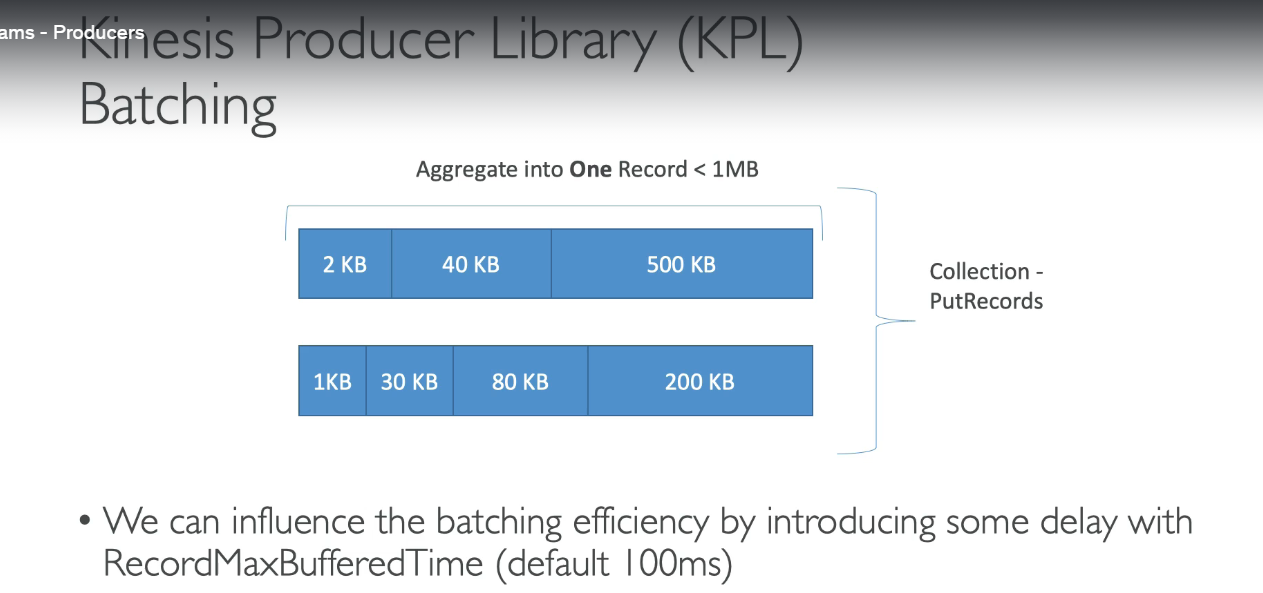 ams - Producers
Kinesis Producer Library (KPL)
Batching
Aggregate into One Record < 1MB
2 KB 40 KB 500 KB
Collection -
PutRecords
1KB 30 KB 80 KB 200 KB
• We can influence the batching efficiency by introducing some delay with
RecordMaxBufferedTime (default 100ms)